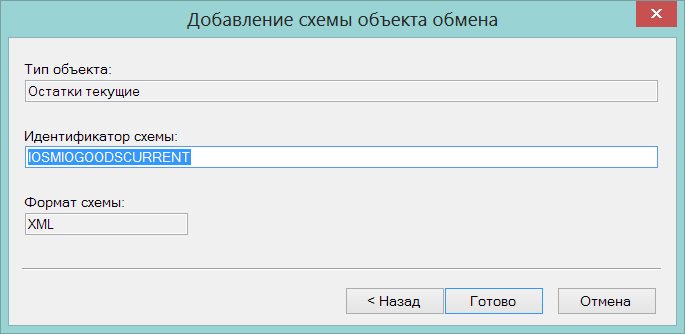 Добавление схемы объекта обмена
Тип объекта:
Остатки текущие
Идентификатор схемы:
IOSMIOGOODSCURRENT
Формат схемы:
XML
< Назад Готово Отмена